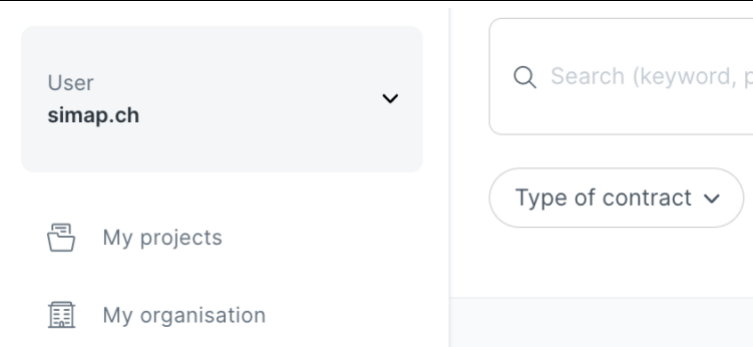 User
simap.ch
My projects
My organisation
Search (keyword,
Type of contract